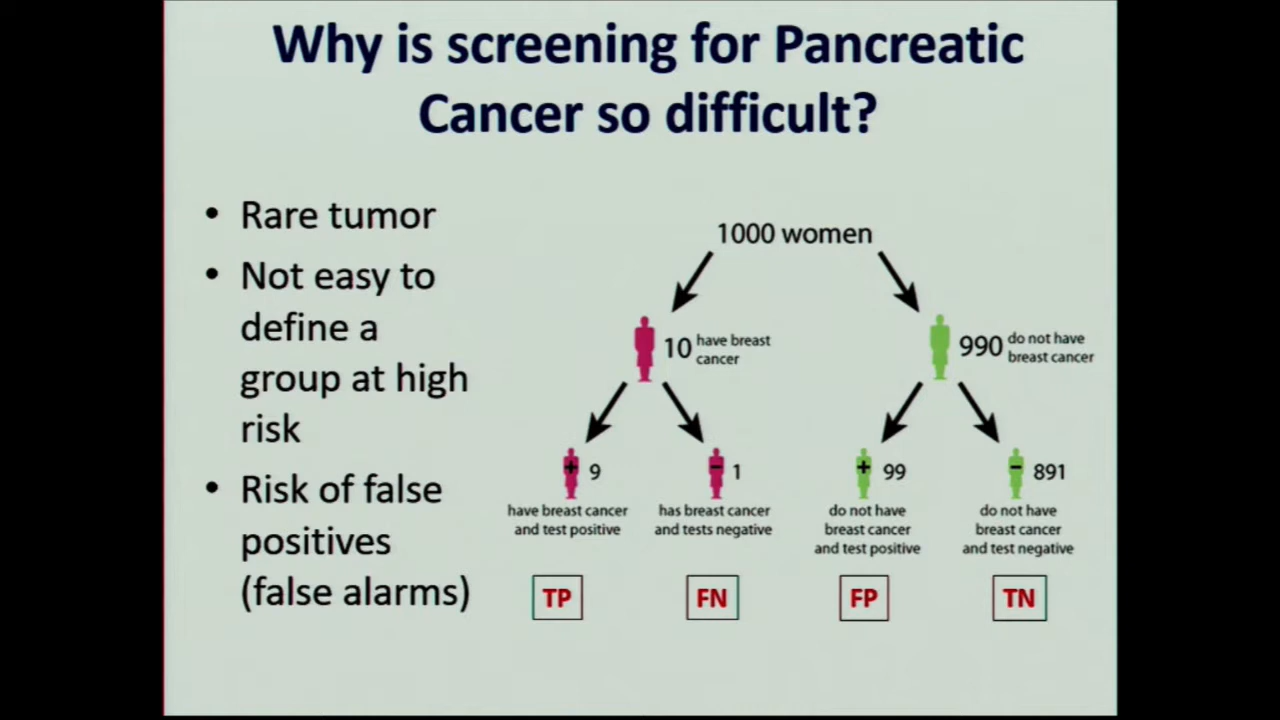 Why is screening for Pancreatic
Cancer so difficult?
• Rare tumor
• Not easy to
define a
group at high
risk
• Risk of false
positives
(false alarms)
1000 women
10 have breast
cancer
990 do not have
breast cancer
+ 9
have breast cancer
and test positive
- 1
has breast cancer
and tests negative
+ 99
do not have
breast cancer
and test positive
- 891
do not have
breast cancer
and test negative
TP
FN
FP
TN